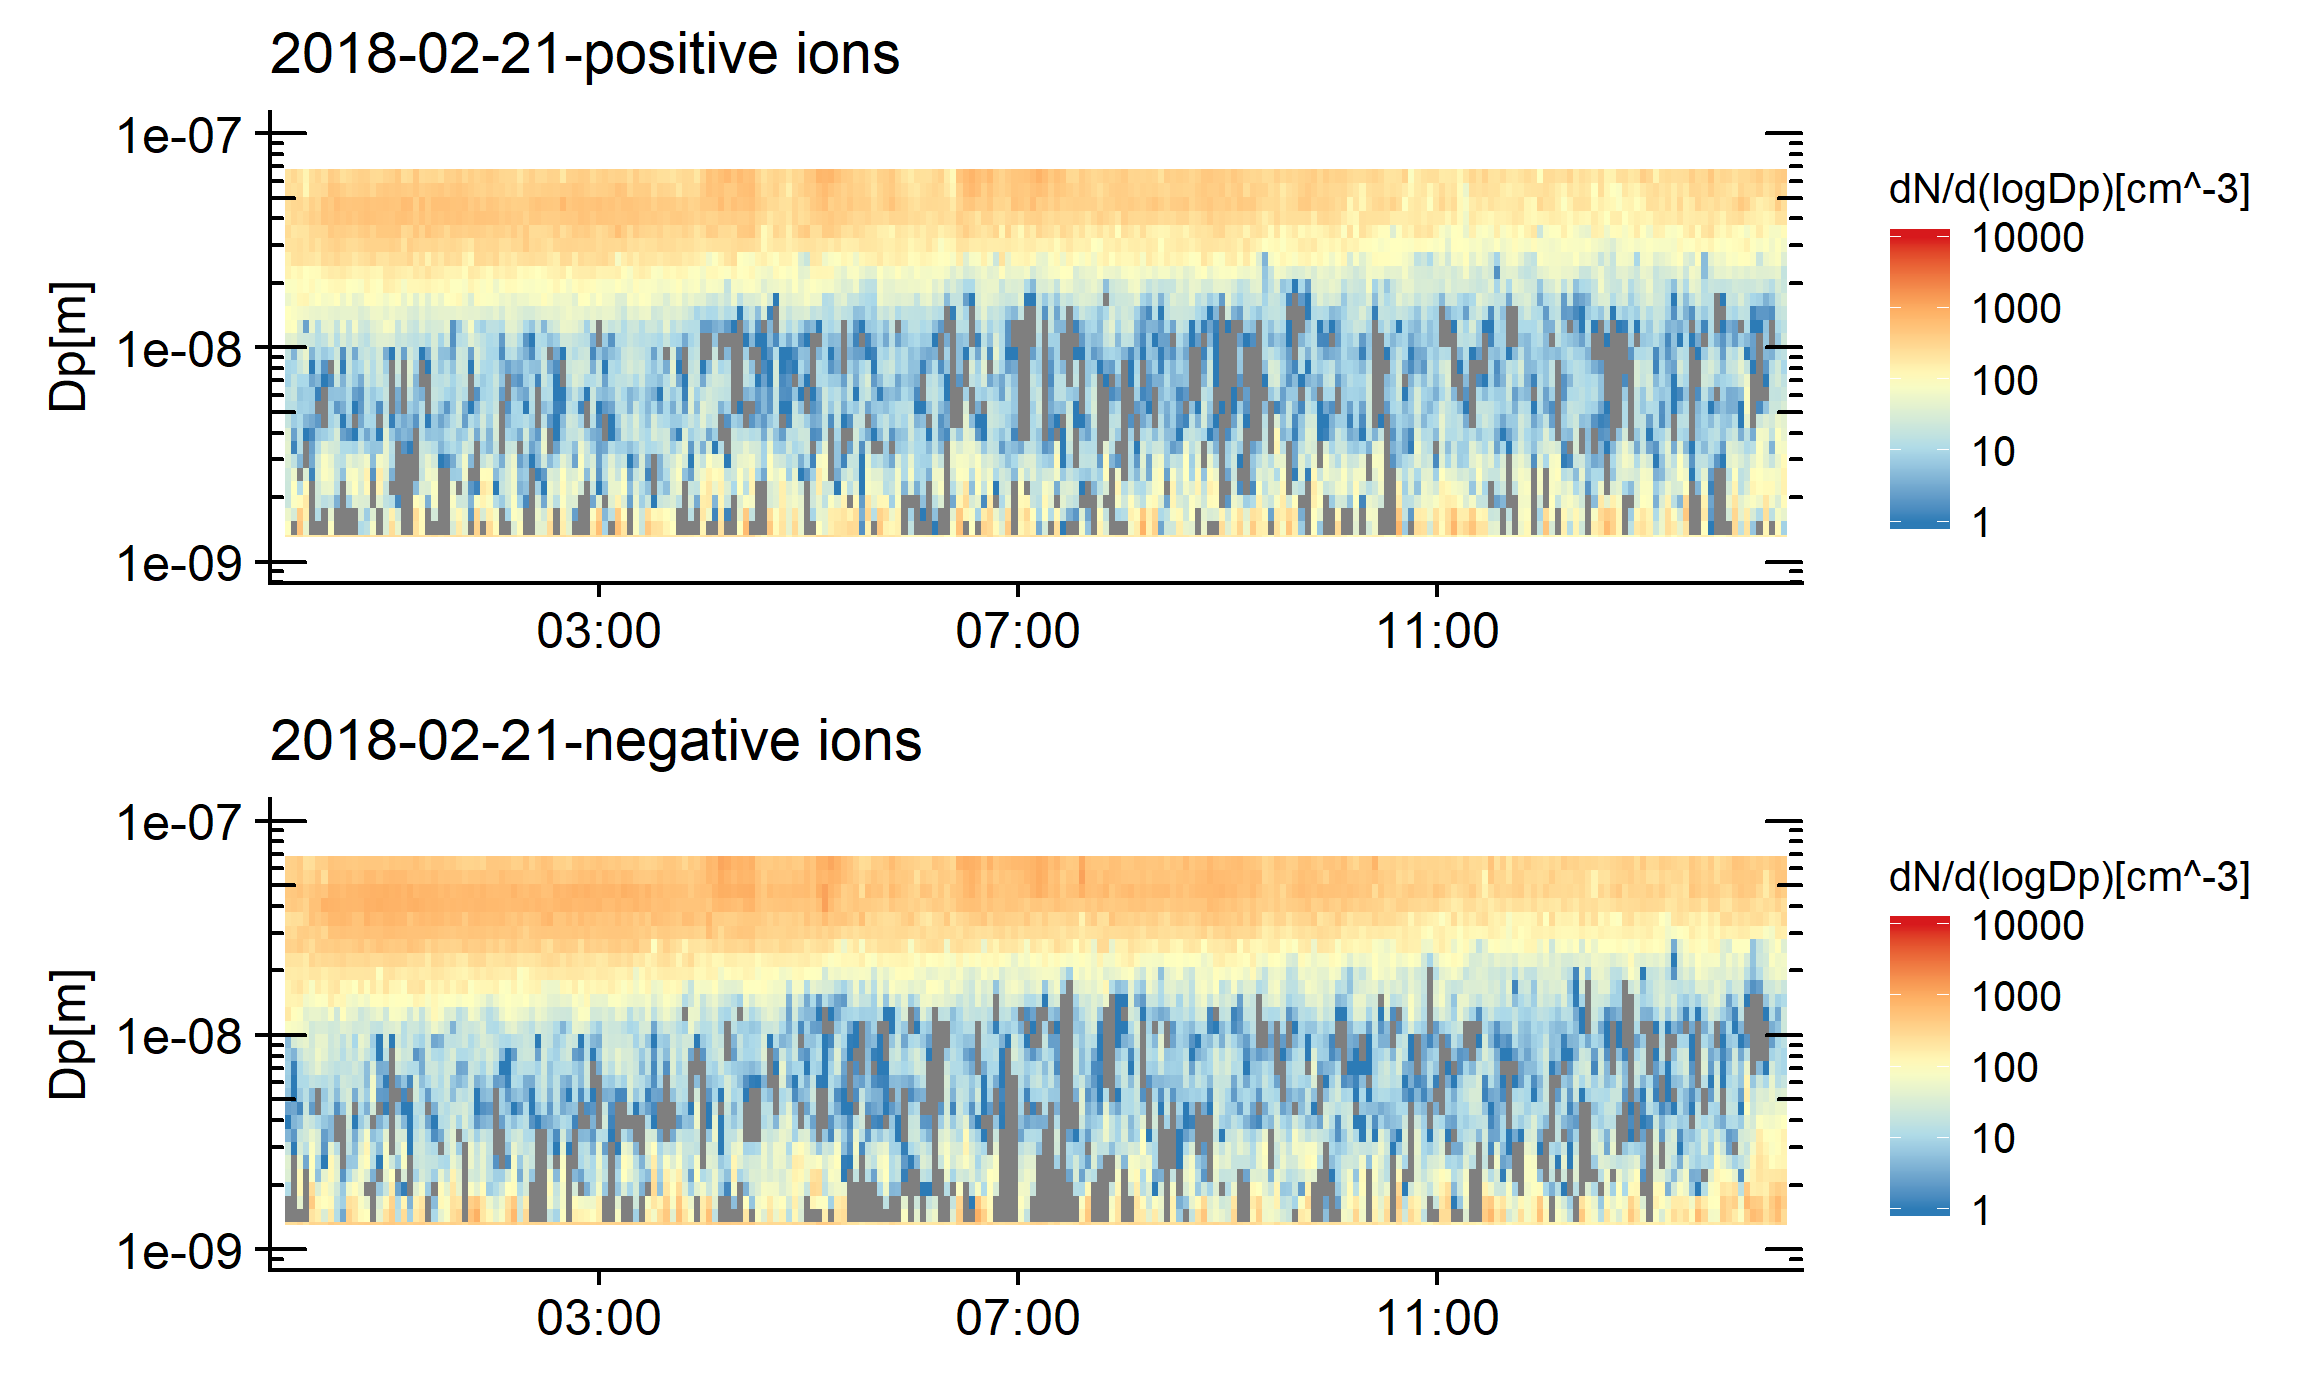 2018-02-21-positive ions
1e-07
1e-08
1e-09
Dp[m]
03:00
07:00
11:00
dN/d(logDp)[cm^-3]
10000
1000
100
10
1
2018-02-21-negative ions
1e-07
1e-08
1e-09
Dp[m]
03:00
07:00
11:00
dN/d(logDp)[cm^-3]
10000
1000
100
10
1